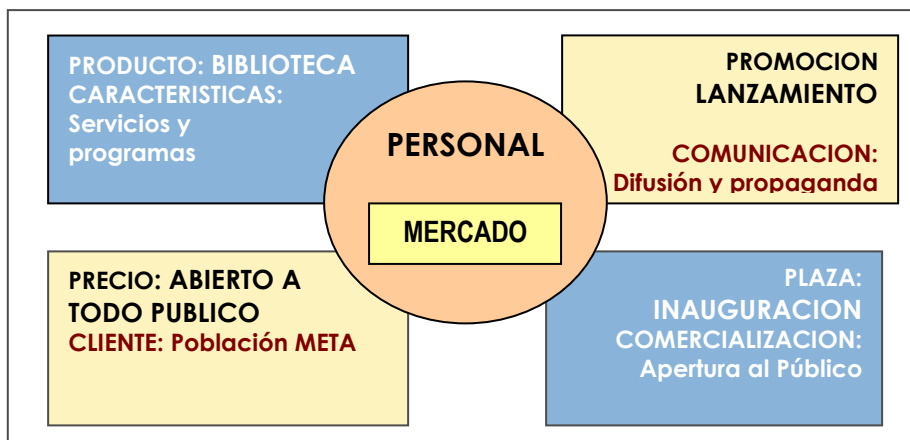 PRODUCTO: BIBLIOTECA
CARACTERISTICAS:
Servicios y
programas
PROMOCION
LANZAMIENTO
COMUNICACION:
Difusión y propaganda
PERSONAL
MERCADO
PRECIO: ABIERTO A
TODO PUBLICO
CLIENTE: Población META
PLAZA:
INAUGURACION
COMERCIALIZACION:
Apertura al Público